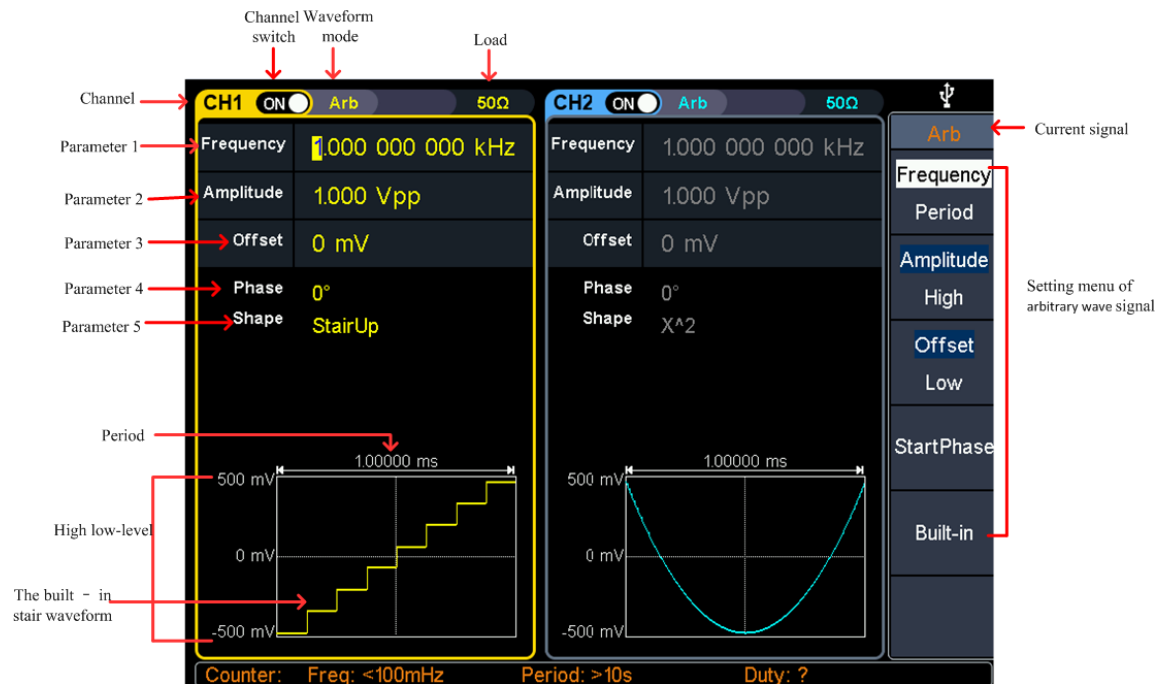 Channel switch
Waveform mode
Load
Channel
CH1 ON Arb 50Ω
CH2 ON Arb 50Ω
Arb
Current signal
Parameter 1
Frequency 1.000 000 000 kHz
Frequency 1.000 000 000 kHz
Frequency
Period
Parameter 2
Amplitude 1.000 Vpp
Amplitude 1.000 Vpp
Amplitude
High
Parameter 3
Offset 0 mV
Offset 0 mV
Parameter 4
Phase 0°
Phase 0°
Setting menu of
arbitrary wave signal
Parameter 5
Shape StairUp
Shape X^2
Offset
Low
StartPhase
Built-in
Period
1.00000 ms
1.00000 ms
500 mV
500 mV
High low-level
0 mV
0 mV
The built - in
stair waveform
-500 mV
-500 mV
Counter: Freq: <100mHz Period: >10s Duty: ?